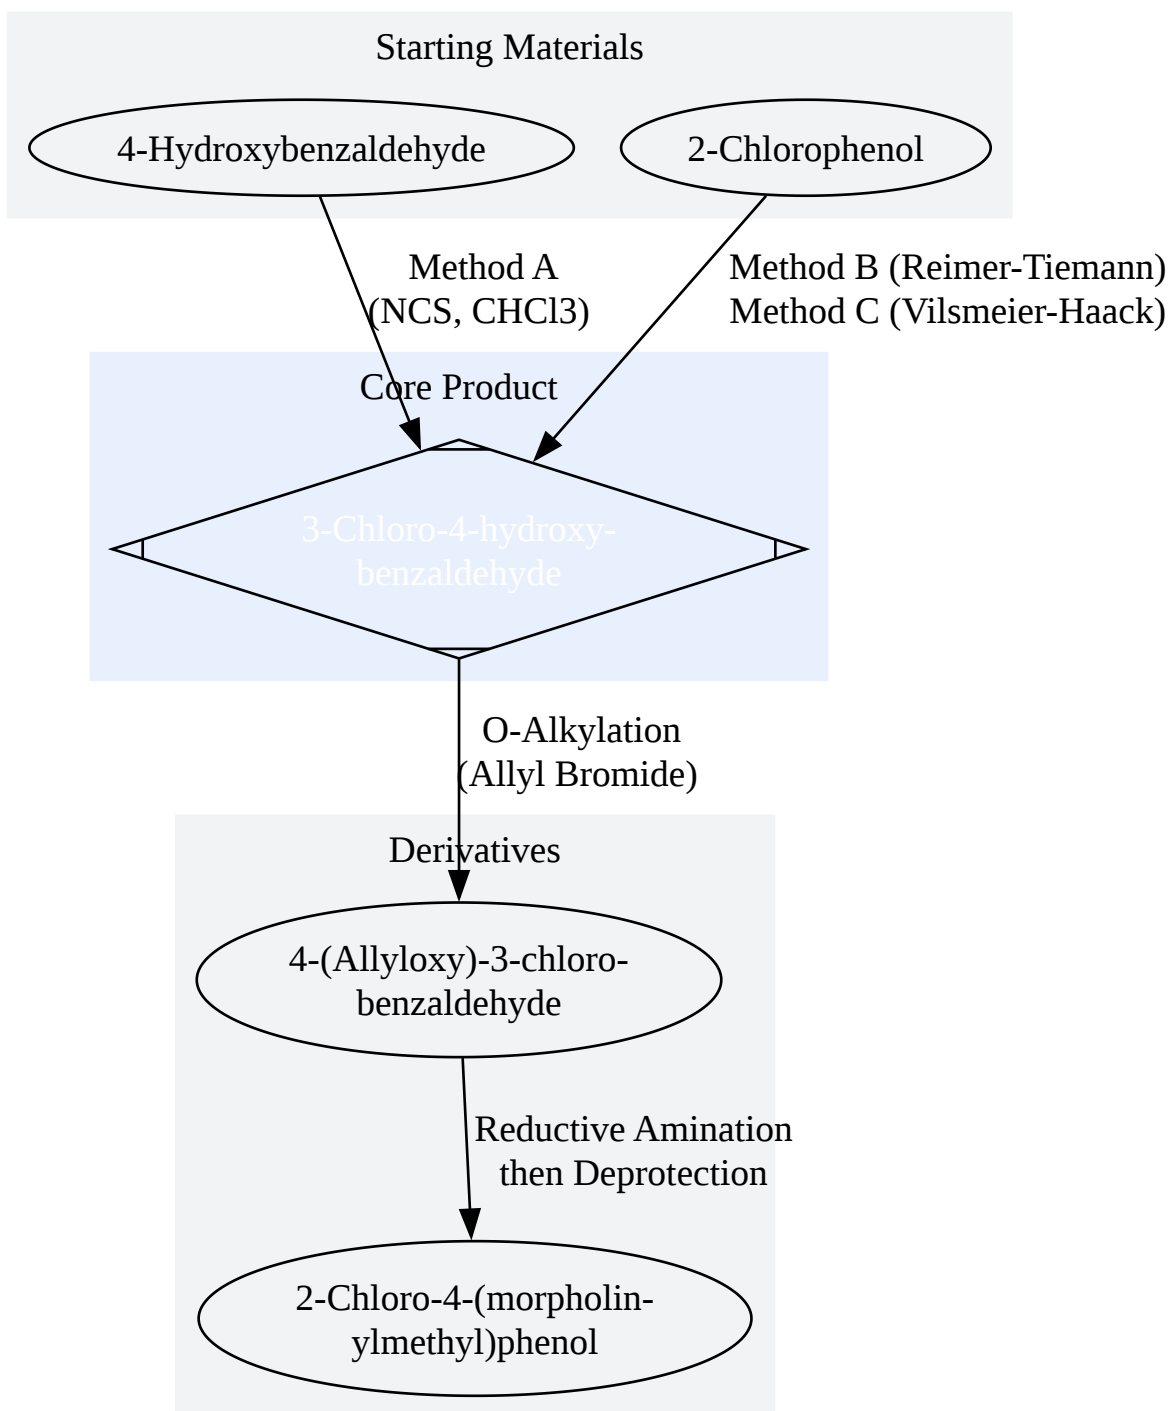 Starting Materials
4-Hydroxybenzaldehyde
2-Chlorophenol
Method A
(NCS, CHCl3)
Method B (Reimer-Tiemann)
Method C (Vilsmeier-Haack)
Core Product
3-Chloro-4-hydroxy-
benzaldehyde
O-Alkylation
(Allyl Bromide)
Derivatives
4-(Allyloxy)-3-chloro-
benzaldehyde
Reductive Amination
then Deprotection
2-Chloro-4-(morpholin-
ylmethyl)phenol